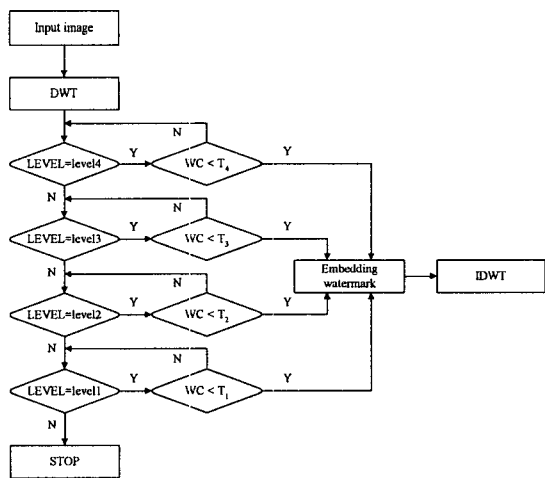 Input image
DWT
N
LEVEL=level4
Y
WC < T4
Y
N
N
LEVEL=level3
Y
WC < T3
Y
Embedding
watermark
IDWT
N
N
LEVEL=level2
Y
WC < T2
Y
N
N
LEVEL=level1
Y
WC < T1
Y
N
STOP